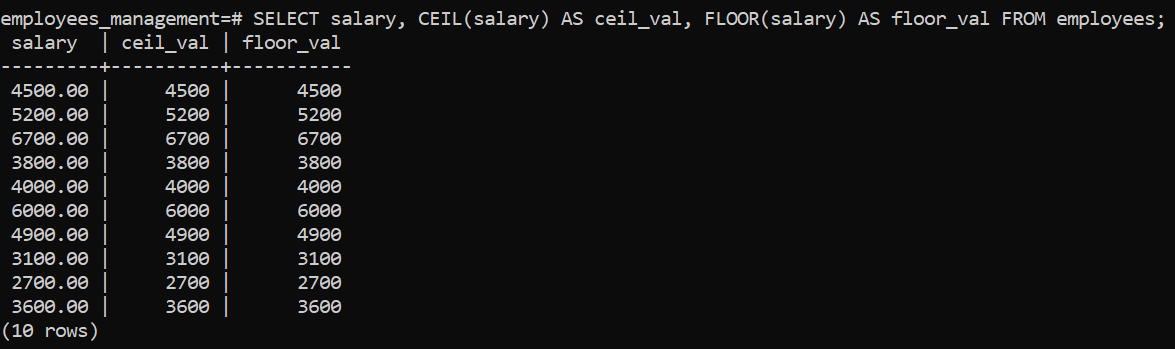 employees_management=# SELECT salary, CEIL(salary) AS ceil_val, FLOOR(salary) AS floor_val FROM employees;
 salary  | ceil_val | floor_val
---------+----------+-----------
 4500.00 |     4500 |      4500
 5200.00 |     5200 |      5200
 6700.00 |     6700 |      6700
 3800.00 |     3800 |      3800
 4000.00 |     4000 |      4000
 6000.00 |     6000 |      6000
 4900.00 |     4900 |      4900
 3100.00 |     3100 |      3100
 2700.00 |     2700 |      2700
 3600.00 |     3600 |      3600
(10 rows)